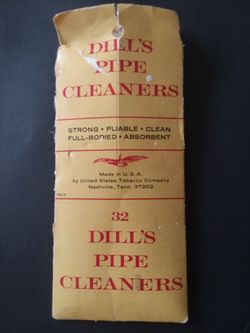 DILL'S
PIPE
CLEANERS
STRONG • PLIABLE • CLEAN
FULL-BODIED • ABSORBENT
Made in U.S.A.
by United States Tobacco Company
Nashville, Tenn. 37202
32
DILL'S
PIPE
CLEANERS